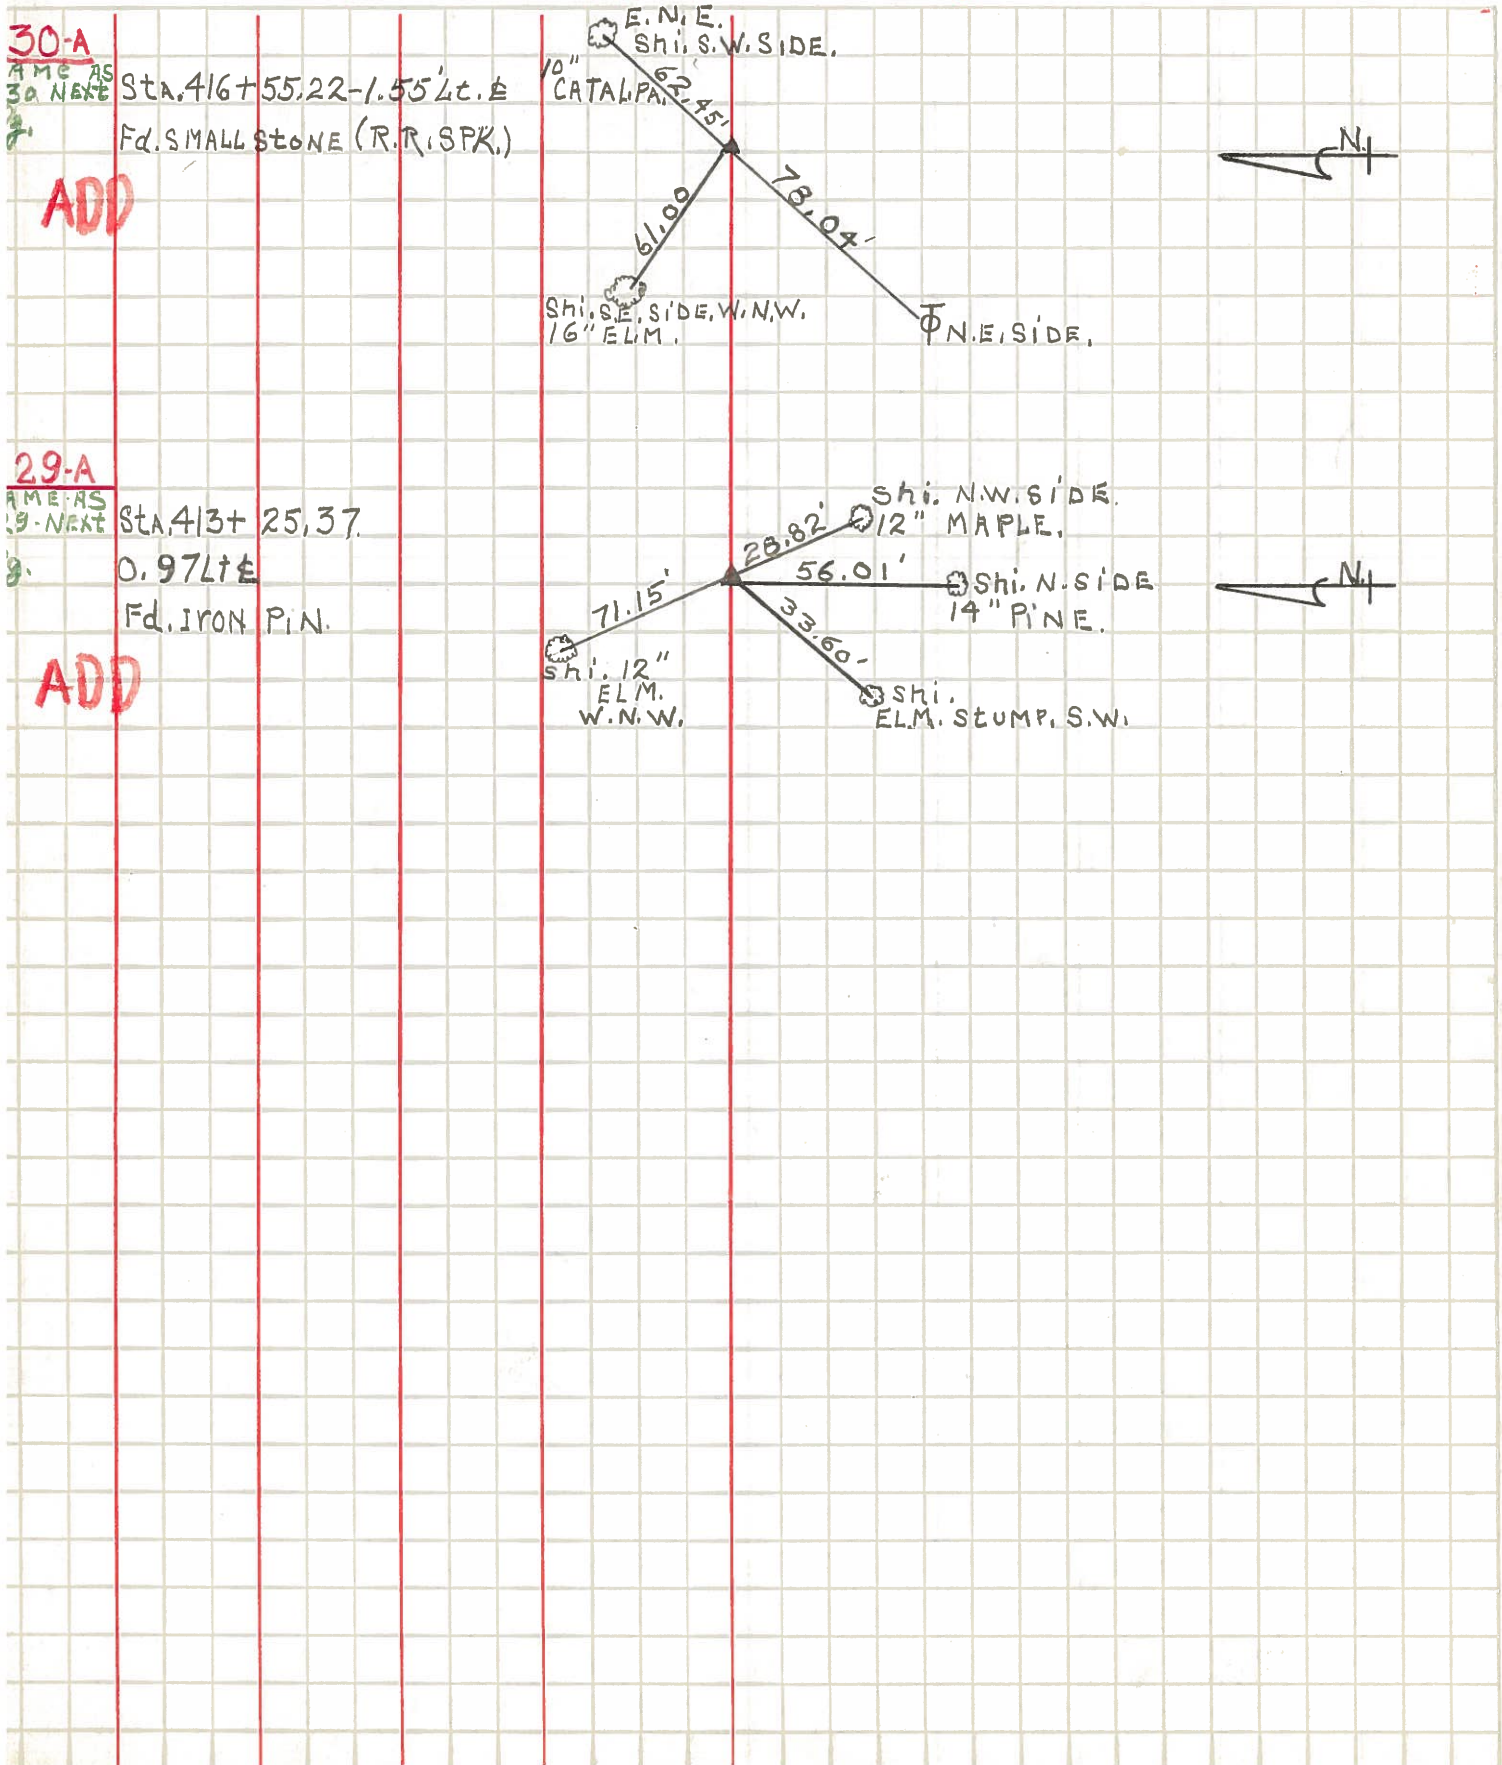 30-A
AME AS
30 NEXT
g.
ADD
StA. 416+55.22-1.55' Lt. ℄
Fd. SMALL StONE (R.R. SPK.)
E. N. E.
Shi. S.W. SIDE.
10"
CATALPA.
62.45'
61.00
78.04'
Shi. S.E. SiDE. W. N.W.
16" ELM.
N.E. SiDE.
N.
29-A
AME AS
29-NEXt
g.
ADD
StA. 413+ 25.37.
0.97 Lt ℄
Fd. IRON PiN.
Shi. N.W. SiDE.
12" MAPLE.
28.82'
56.01'
Shi. N. SiDE
14" PiNE.
71.15'
33.60'
Shi. 12"
ELM.
W.N.W.
Shi.
ELM. StUMP. S.W.
N.